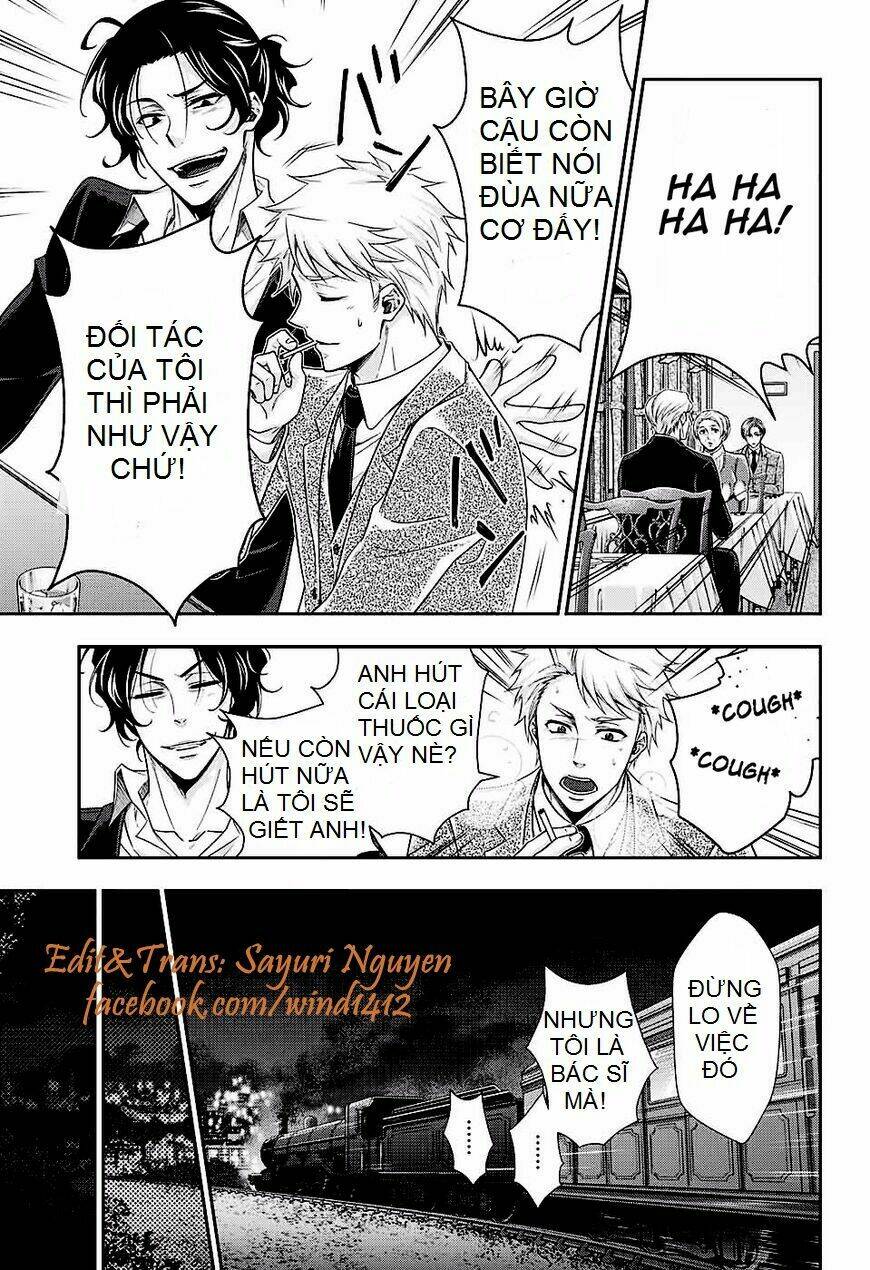 HA HA
HA HA!
BÂY GIỜ
CẬU CÒN
BIẾT NÓI
ĐÙA NỮA
CƠ ĐẤY!
ĐỐI TÁC
CỦA TÔI
THÌ PHẢI
NHƯ VẬY
CHỨ!
*COUGH*
*COUGH*
ANH HÚT
CÁI LOẠI
THUỐC GÌ
VẬY NÈ?
NẾU CÒN
HÚT NỮA
LÀ TÔI SẼ
GIẾT ANH!
ĐỪNG
LO VỀ
VIỆC
ĐÓ
NHƯNG
TÔI LÀ
BÁC SĨ
MÀ!
......
......
Edit&Trans: Sayuri Nguyen
facebook.com/wind1412